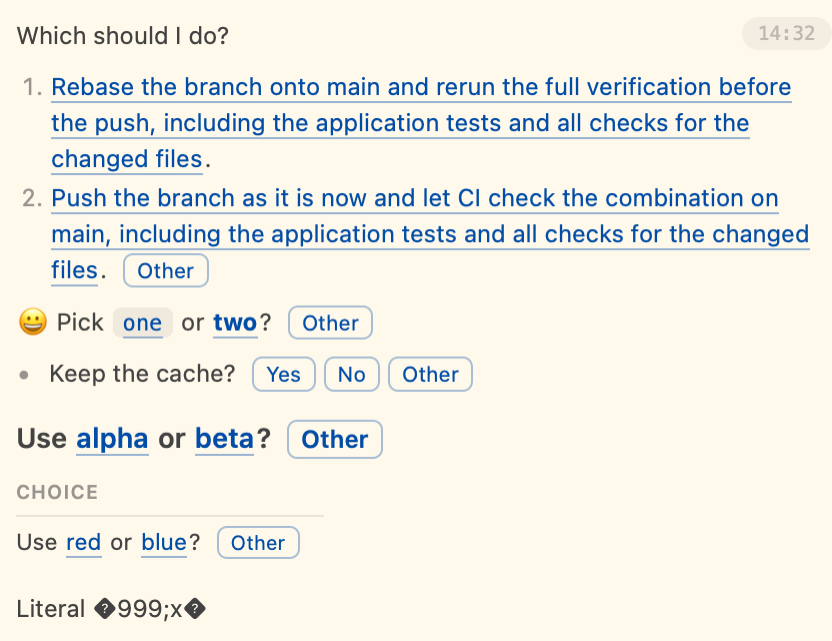 Which should I do?
14:32
1. Rebase the branch onto main and rerun the full verification before
the push, including the application tests and all checks for the
changed files.
2. Push the branch as it is now and let CI check the combination on
main, including the application tests and all checks for the changed
files. Other
😀 Pick one or two? Other
• Keep the cache? Yes No Other
Use alpha or beta? Other
CHOICE
Use red or blue? Other
Literal �999;x�